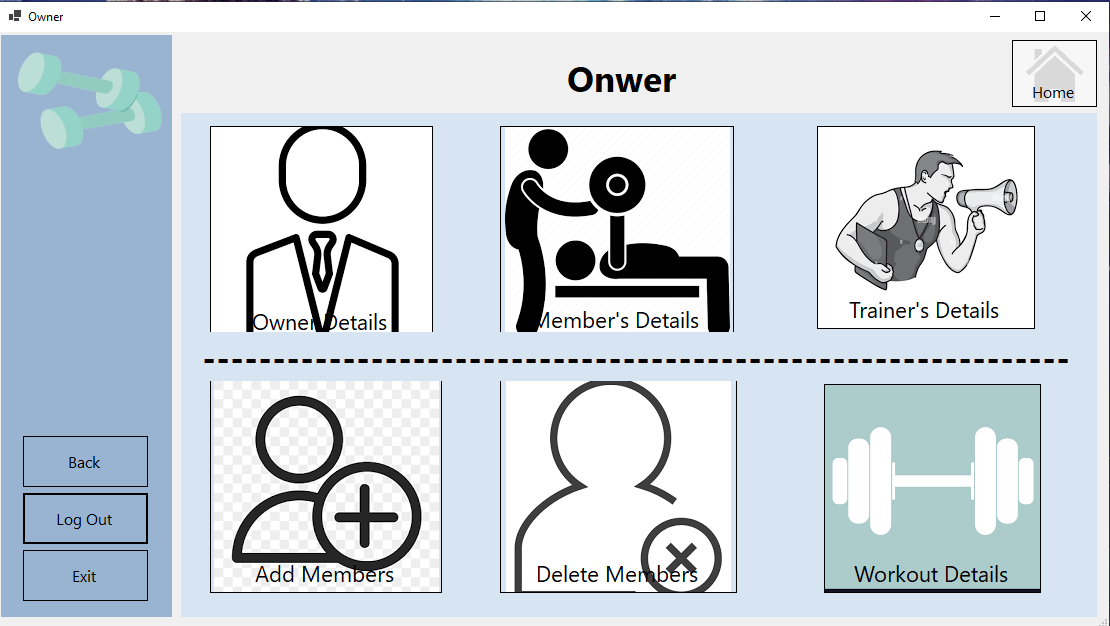 Owner
Onwer
Home
Owner Details
Member's Details
Trainer's Details
Add Members
Delete Members
Workout Details
Back
Log Out
Exit